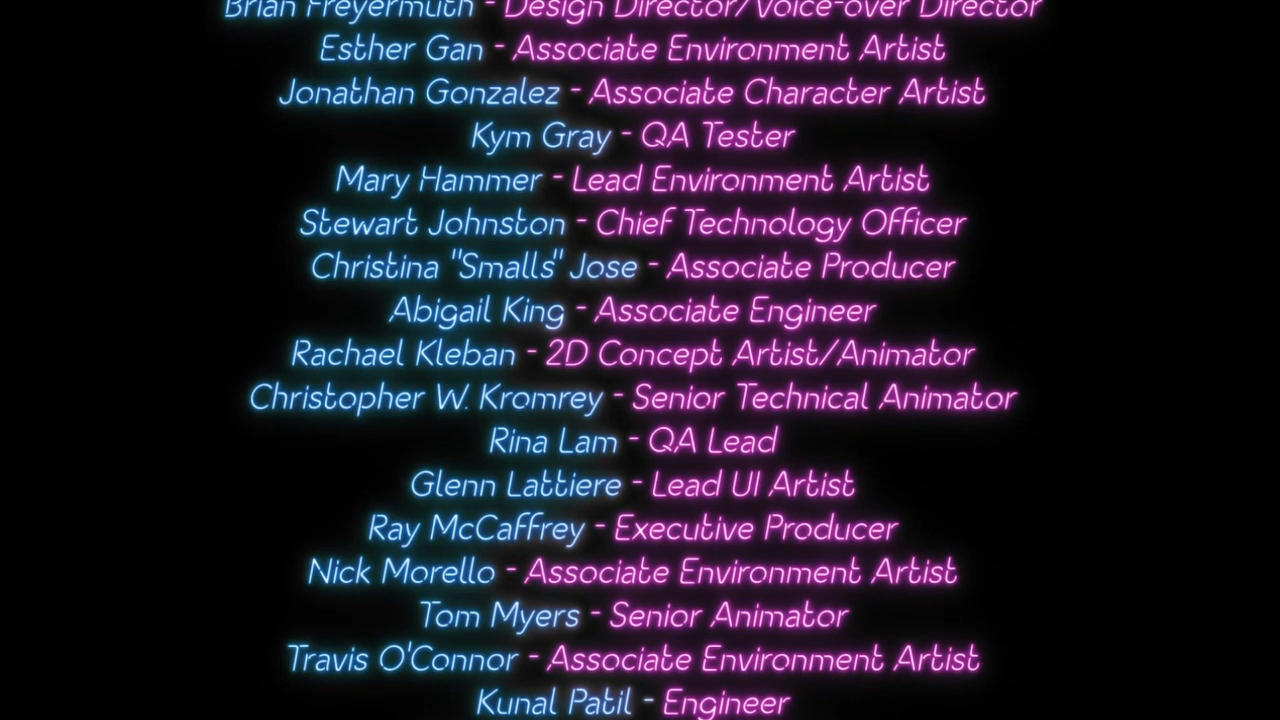 Brian Freyermuth - Design Director/Voice-over Director
Esther Gan - Associate Environment Artist
Jonathan Gonzalez - Associate Character Artist
Kym Gray - QA Tester
Mary Hammer - Lead Environment Artist
Stewart Johnston - Chief Technology Officer
Christina "Smalls" Jose - Associate Producer
Abigail King - Associate Engineer
Rachael Kleban - 2D Concept Artist/Animator
Christopher W. Kromrey - Senior Technical Animator
Rina Lam - QA Lead
Glenn Lattiere - Lead UI Artist
Ray McCaffrey - Executive Producer
Nick Morello - Associate Environment Artist
Tom Myers - Senior Animator
Travis O'Connor - Associate Environment Artist
Kunal Patil - Engineer